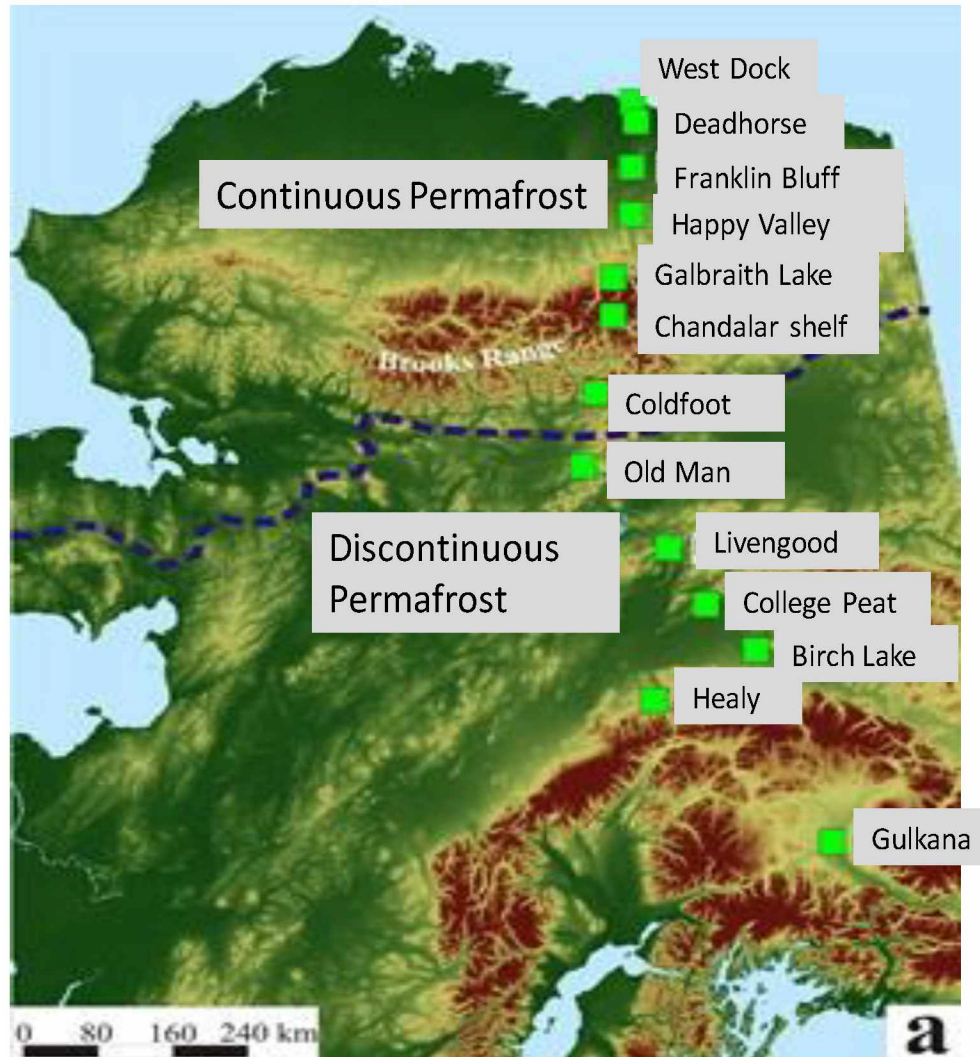 West Dock
Deadhorse
Franklin Bluff
Continuous Permafrost
Happy Valley
Galbraith Lake
Chandalar shelf
Brooks Range
Coldfoot
Old Man
Discontinuous
Permafrost
Livengood
College Peat
Birch Lake
Healy
Gulkana
0 80 160 240 km
a